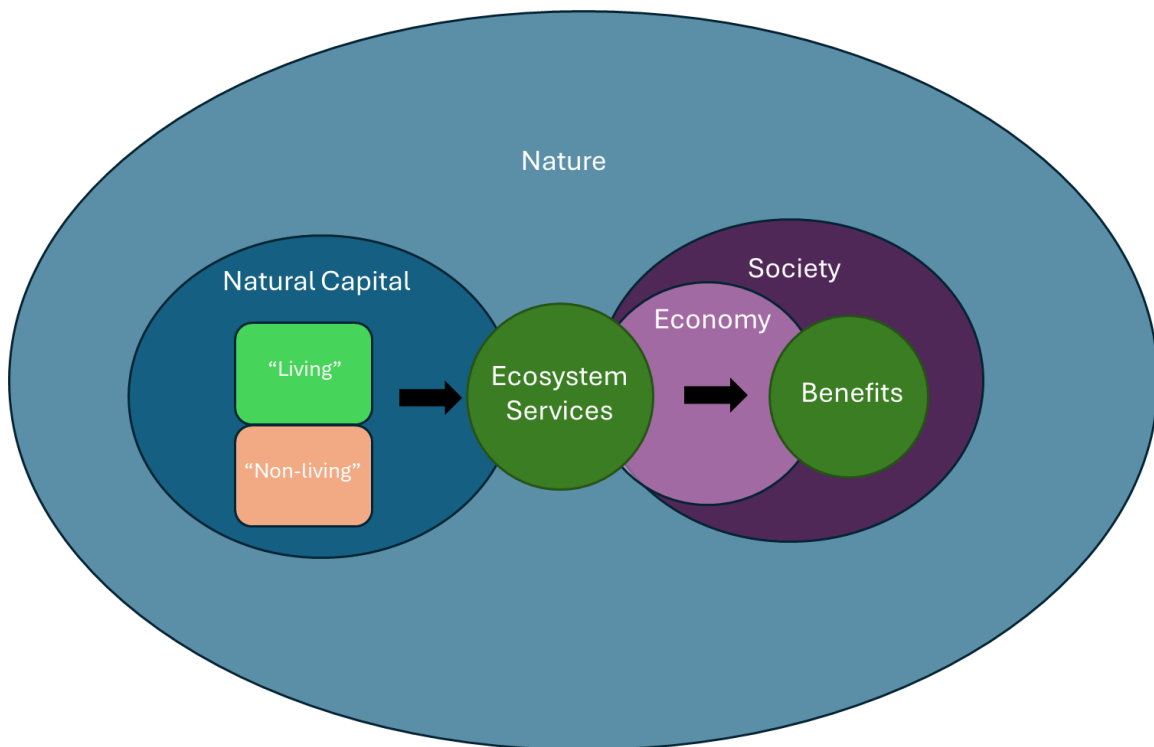 Nature
Society
Natural Capital
Economy
“Living”
Ecosystem
Services
Benefits
“Non-living”